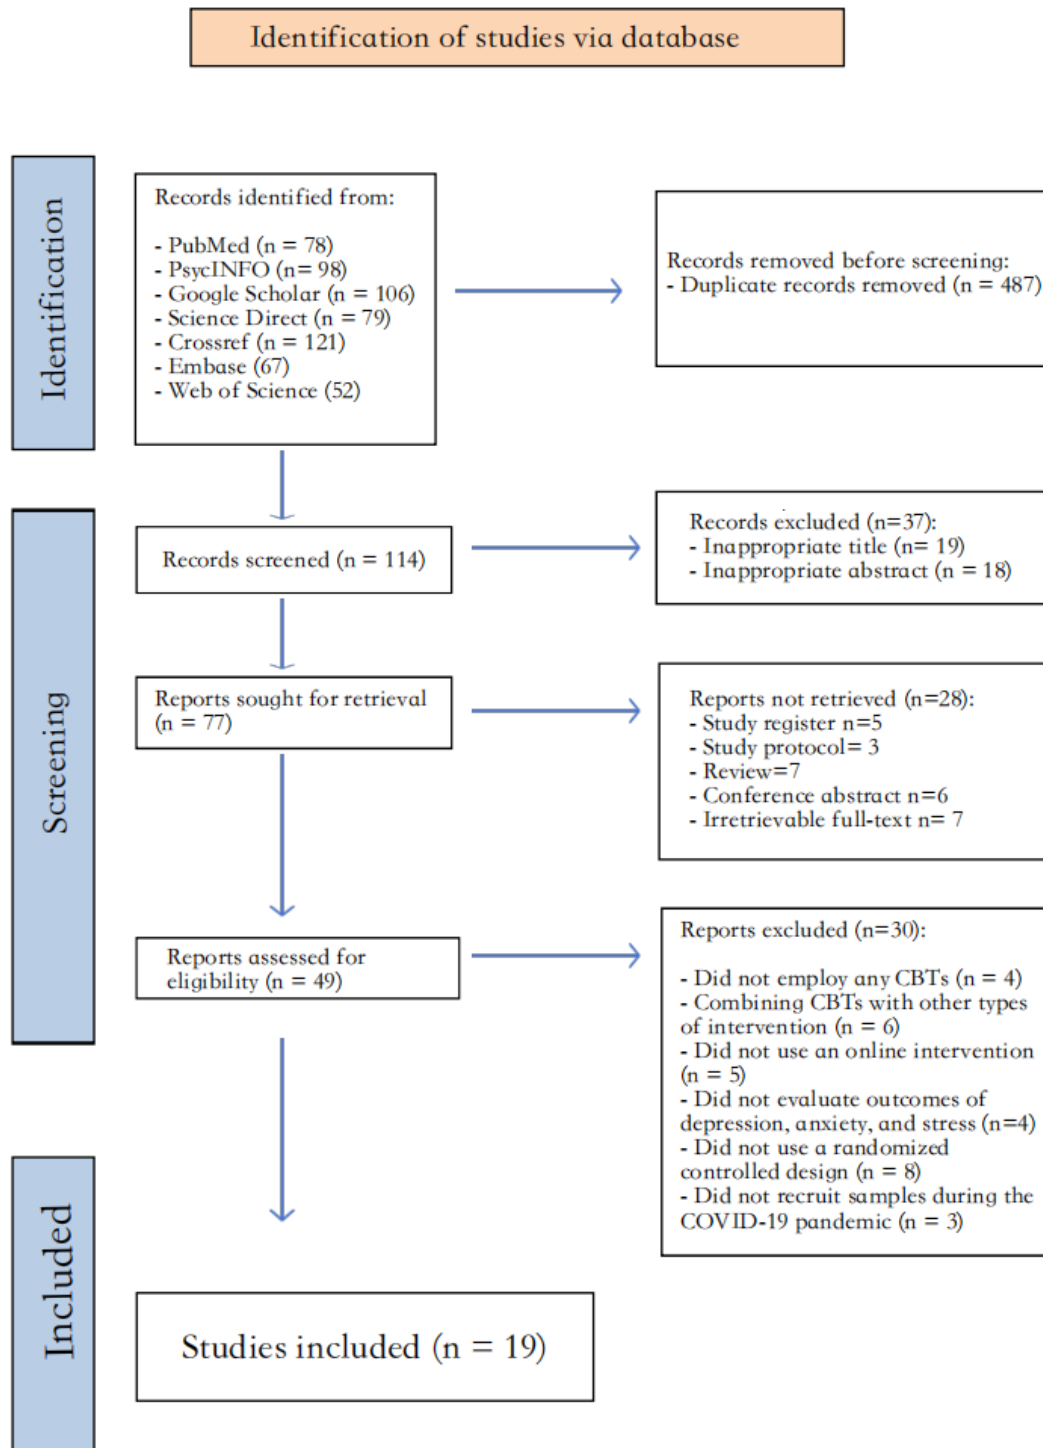 Identification of studies via database
Identification
Records identified from:
- PubMed (n = 78)
- PsycINFO (n= 98)
- Google Scholar (n = 106)
- Science Direct (n = 79)
- Crossref (n = 121)
- Embase (67)
- Web of Science (52)
Records removed before screening:
- Duplicate records removed (n = 487)
Screening
Records screened (n = 114)
Records excluded (n=37):
- Inappropriate title (n= 19)
- Inappropriate abstract (n = 18)
Reports sought for retrieval
(n = 77)
Reports not retrieved (n=28):
- Study register n=5
- Study protocol= 3
- Review=7
- Conference abstract n=6
- Irretrievable full-text n= 7
Reports assessed for
eligibility (n = 49)
Reports excluded (n=30):
- Did not employ any CBTs (n = 4)
- Combining CBTs with other types
of intervention (n = 6)
- Did not use an online intervention
(n = 5)
- Did not evaluate outcomes of
depression, anxiety, and stress (n=4)
- Did not use a randomized
controlled design (n = 8)
- Did not recruit samples during the
COVID-19 pandemic (n = 3)
Included
Studies included (n = 19)